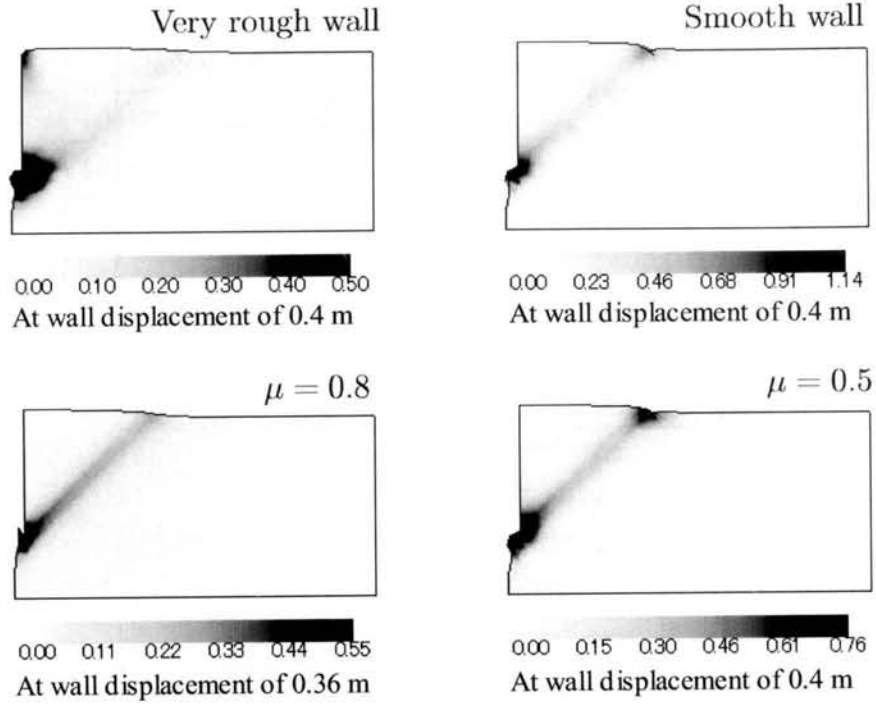 Very rough wall
Smooth wall
0.00 0.10 0.20 0.30 0.40 0.50
0.00 0.23 0.46 0.68 0.91 1.14
At wall displacement of 0.4 m
At wall displacement of 0.4 m
μ = 0.8
μ = 0.5
0.00 0.11 0.22 0.33 0.44 0.55
0.00 0.15 0.30 0.46 0.61 0.76
At wall displacement of 0.36 m
At wall displacement of 0.4 m